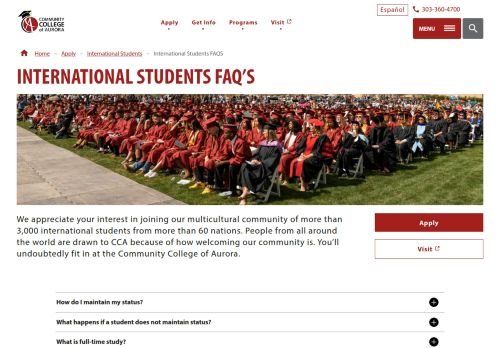 Español
303-360-4700
COMMUNITY
COLLEGE
of AURORA
Apply
Get Info
Programs
Visit
MENU
Home – Apply – International Students – International Students FAQS
INTERNATIONAL STUDENTS FAQ’S
We appreciate your interest in joining our multicultural community of more than
3,000 international students from more than 60 nations. People from all around
the world are drawn to CCA because of how welcoming our community is. You’ll
undoubtedly fit in at the Community College of Aurora.
Apply
Visit
How do I maintain my status?
What happens if a student does not maintain status?
What is full-time study?